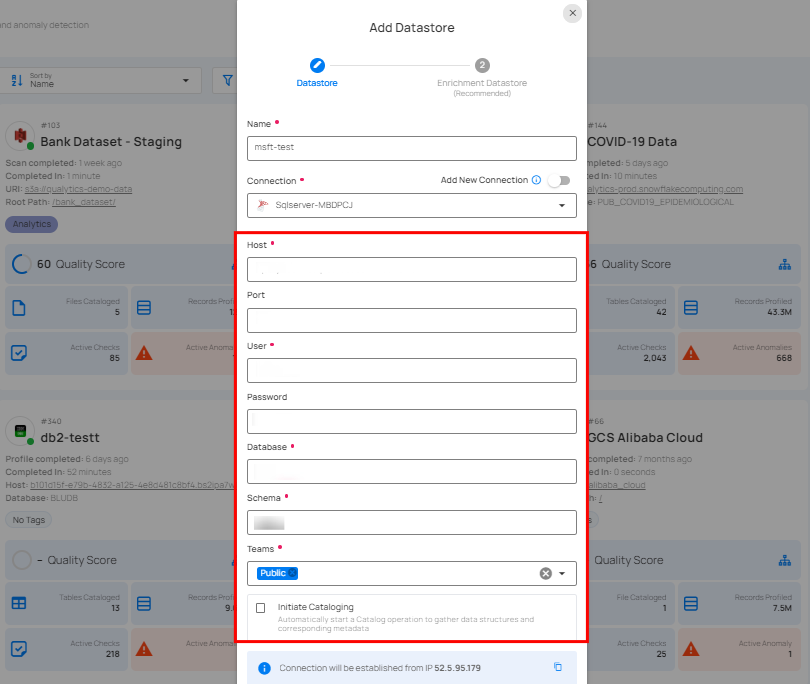 and anomaly detection
Sort by
Name
#103
Bank Dataset - Staging
Scan completed: 1 week ago
Completed In: 1 minute
URI: s3a://qualytics-demo-data
Root Path: /bank_dataset/
Analytics
60 Quality Score
Files Cataloged
5
Records Profi
Active Checks
85
Active Anoma
#340
db2-testt
Profile completed: 6 days ago
Completed In: 52 minutes
Host: b101d15f-e79b-4832-a125-4e8d481c8bf4.bs2ipa7w
Database: BLUDB
No Tags
– Quality Score
Tables Cataloged
13
Records Profi
9.
Active Checks
218
Active Anoma
Add Datastore
Datastore
2
Enrichment Datastore
(Recommended)
Name *
msft-test
Connection *
Add New Connection
Sqlserver-MBDPCJ
Host *
Port
User *
Password
Database *
Schema *
Teams *
Public
Initiate Cataloging
Automatically start a Catalog operation to gather data structures and
corresponding metadata
Connection will be established from IP 52.5.95.179
#144
COVID-19 Data
mpleted: 5 days ago
ed In: 10 minutes
alytics-prod.snowflakecomputing.com
e: PUB_COVID19_EPIDEMIOLOGICAL
6 Quality Score
Tables Cataloged
42
Records Profiled
43.3M
Active Checks
2,043
Active Anomalies
668
#66
GCS Alibaba Cloud
completed: 7 months ago
ed In: 0 seconds
alibaba_cloud
h: /
s
Quality Score
File Cataloged
1
Records Profiled
7.5M
Active Checks
25
Active Anomaly
1